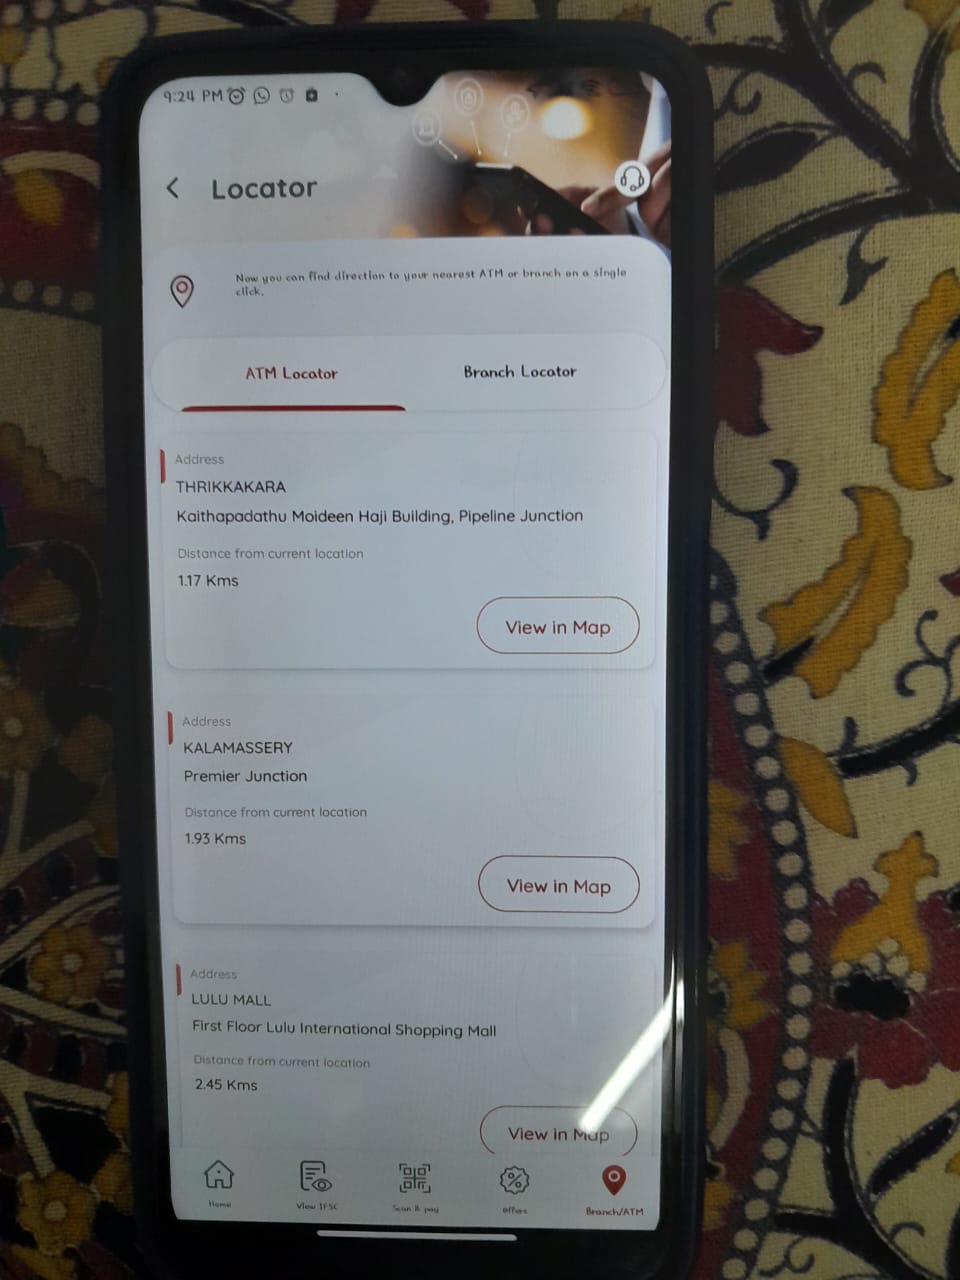 9:24 PM
Locator
Now you can find direction to your nearest ATM or branch on a single
click.
ATM Locator
Branch Locator
Address
THRIKKAKARA
Kaithapadathu Moideen Haji Building, Pipeline Junction
Distance from current location
1.17 Kms
View in Map
Address
KALAMASSERY
Premier Junction
Distance from current location
1.93 Kms
View in Map
Address
LULU MALL
First Floor Lulu International Shopping Mall
Distance from current location
2.45 Kms
View in Map
Home
View IFSC
Scan & pay
Offers
Branch/ATM